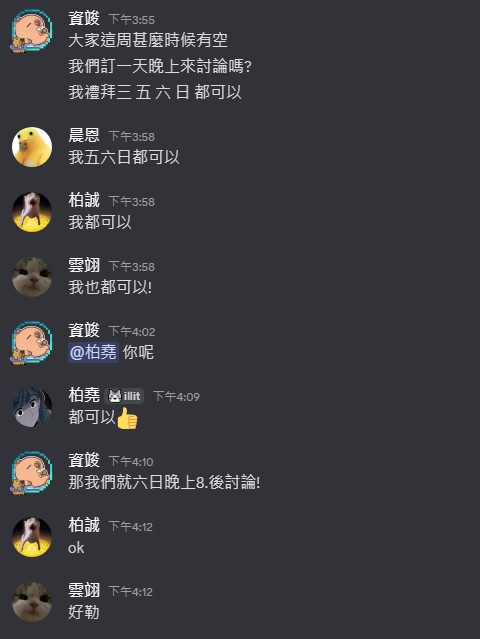 資竣 下午3:55
大家這周甚麼時候有空
我們訂一天晚上來討論嗎?
我禮拜三 五 六 日 都可以
晨恩 下午3:58
我五六日都可以
柏誠 下午3:58
我都可以
雲翊 下午3:58
我也都可以!
資竣 下午4:02
@柏堯 你呢
柏堯 illit 下午4:09
都可以👍
資竣 下午4:10
那我們就六日晚上8.後討論!
柏誠 下午4:12
ok
雲翊 下午4:12
好勒